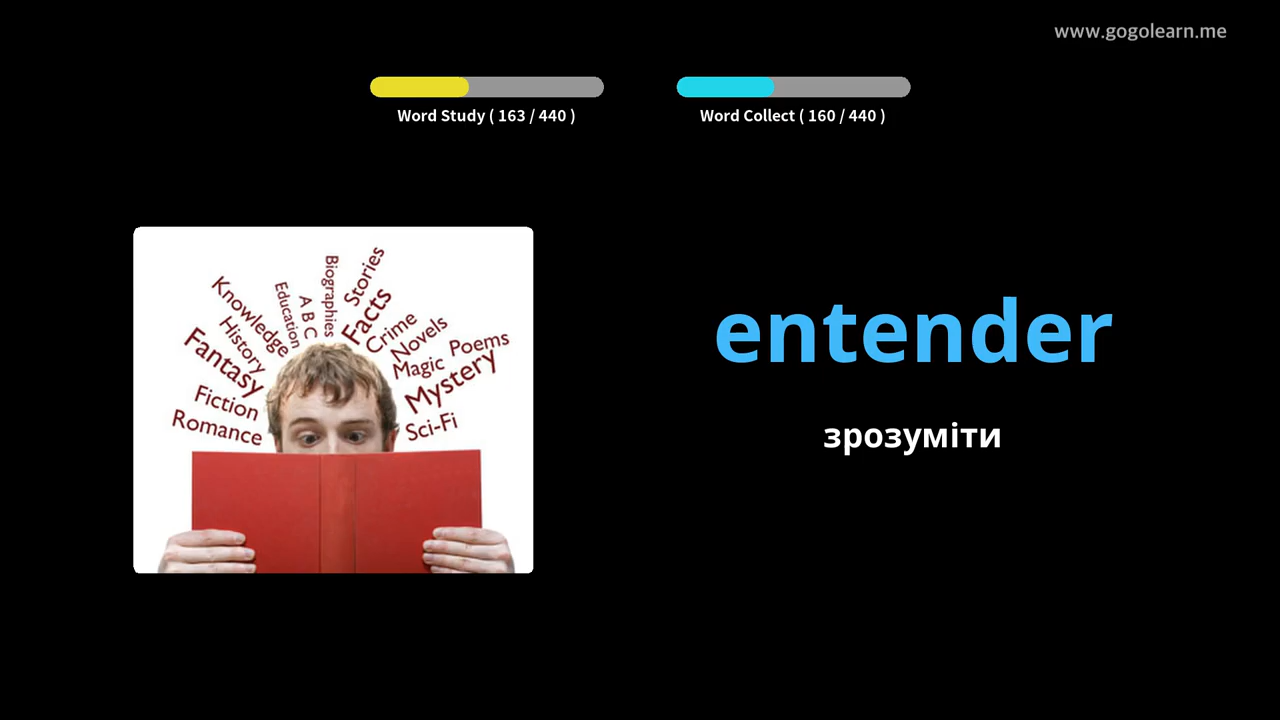 www.gogolearn.me
Word Study ( 163 / 440 )
Word Collect ( 160 / 440 )
Biographies
Stories
Education
A B C
Facts
Knowledge
Crime
History
Novels
Fantasy
Magic
Poems
Mystery
Fiction
Romance
Sci-Fi
entender
зрозуміти